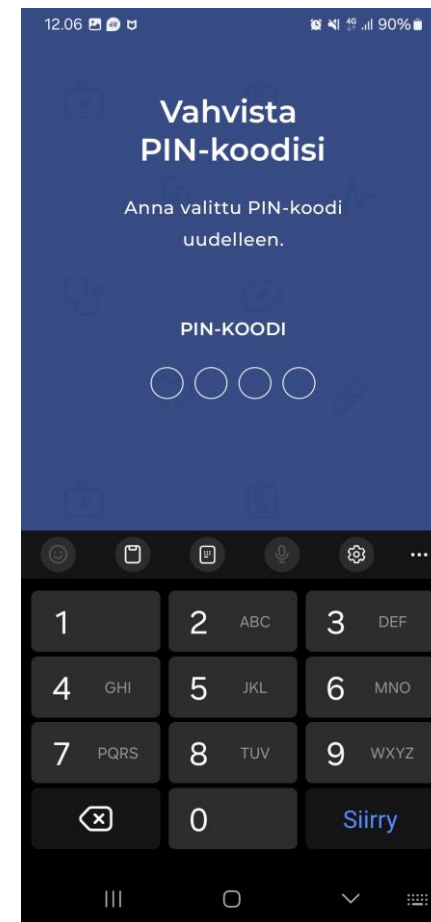 12.06 4G 90%
Vahvista
PIN-koodisi
Anna valittu PIN-koodi
uudelleen.
PIN-KOODI
1 2 ABC 3 DEF
4 GHI 5 JKL 6 MNO
7 PQRS 8 TUV 9 WXYZ
0 Siirry